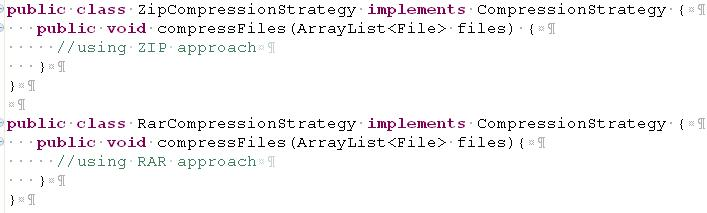 public class ZipCompressionStrategy implements CompressionStrategy {
   public void compressFiles(ArrayList<File> files) {
     //using ZIP approach
   }
}

public class RarCompressionStrategy implements CompressionStrategy {
   public void compressFiles(ArrayList<File> files){
     //using RAR approach
   }
}